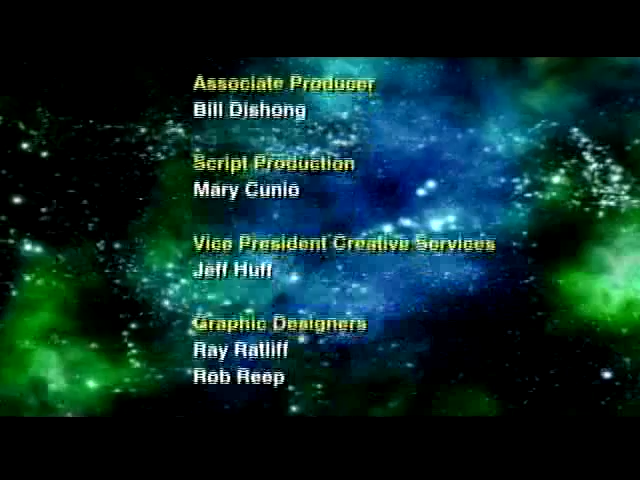 Associate Producer
Bill Dishong
Script Production
Mary Cunio
Vice President Creative Services
Jeff Huff
Graphic Designers
Ray Ratliff
Rob Reep